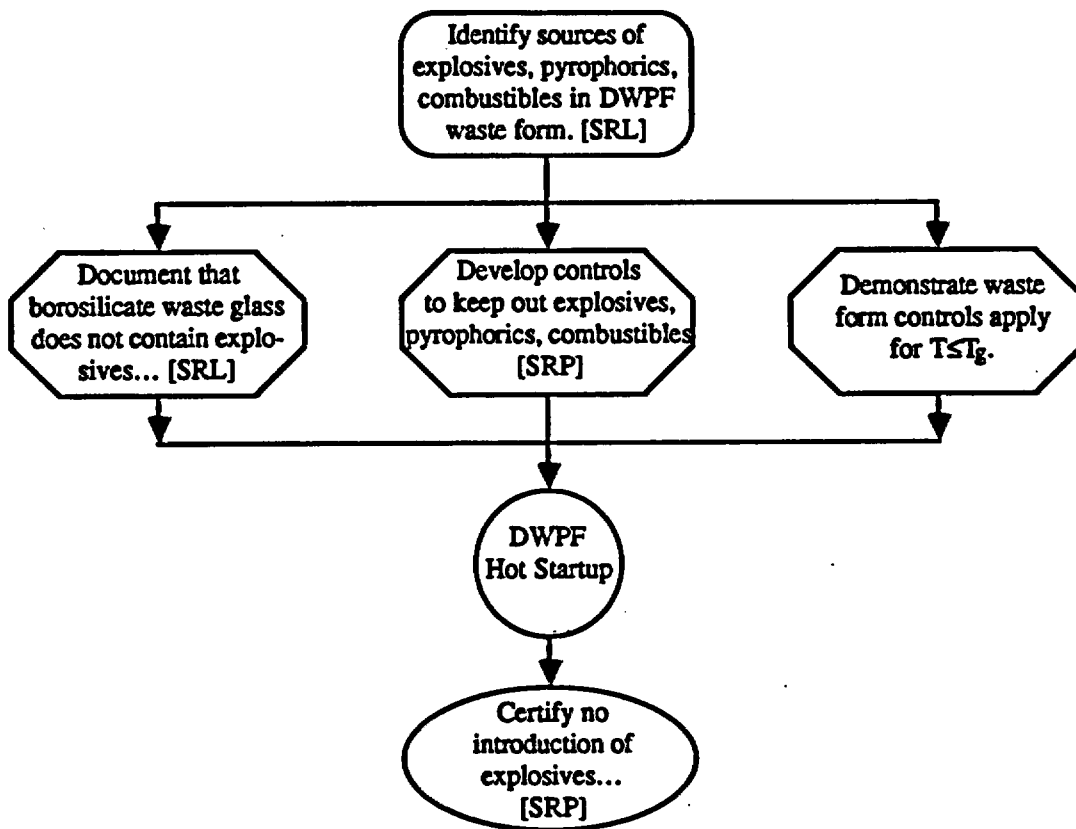 Identify sources of
explosives, pyrophorics,
combustibles in DWPF
waste form. [SRL]
Document that
borosilicate waste glass
does not contain explo-
sives... [SRL]
Develop controls
to keep out explosives,
pyrophorics, combustibles
[SRP]
Demonstrate waste
form controls apply
for T≤Tg.
DWPF
Hot Startup
Certify no
introduction of
explosives...
[SRP]